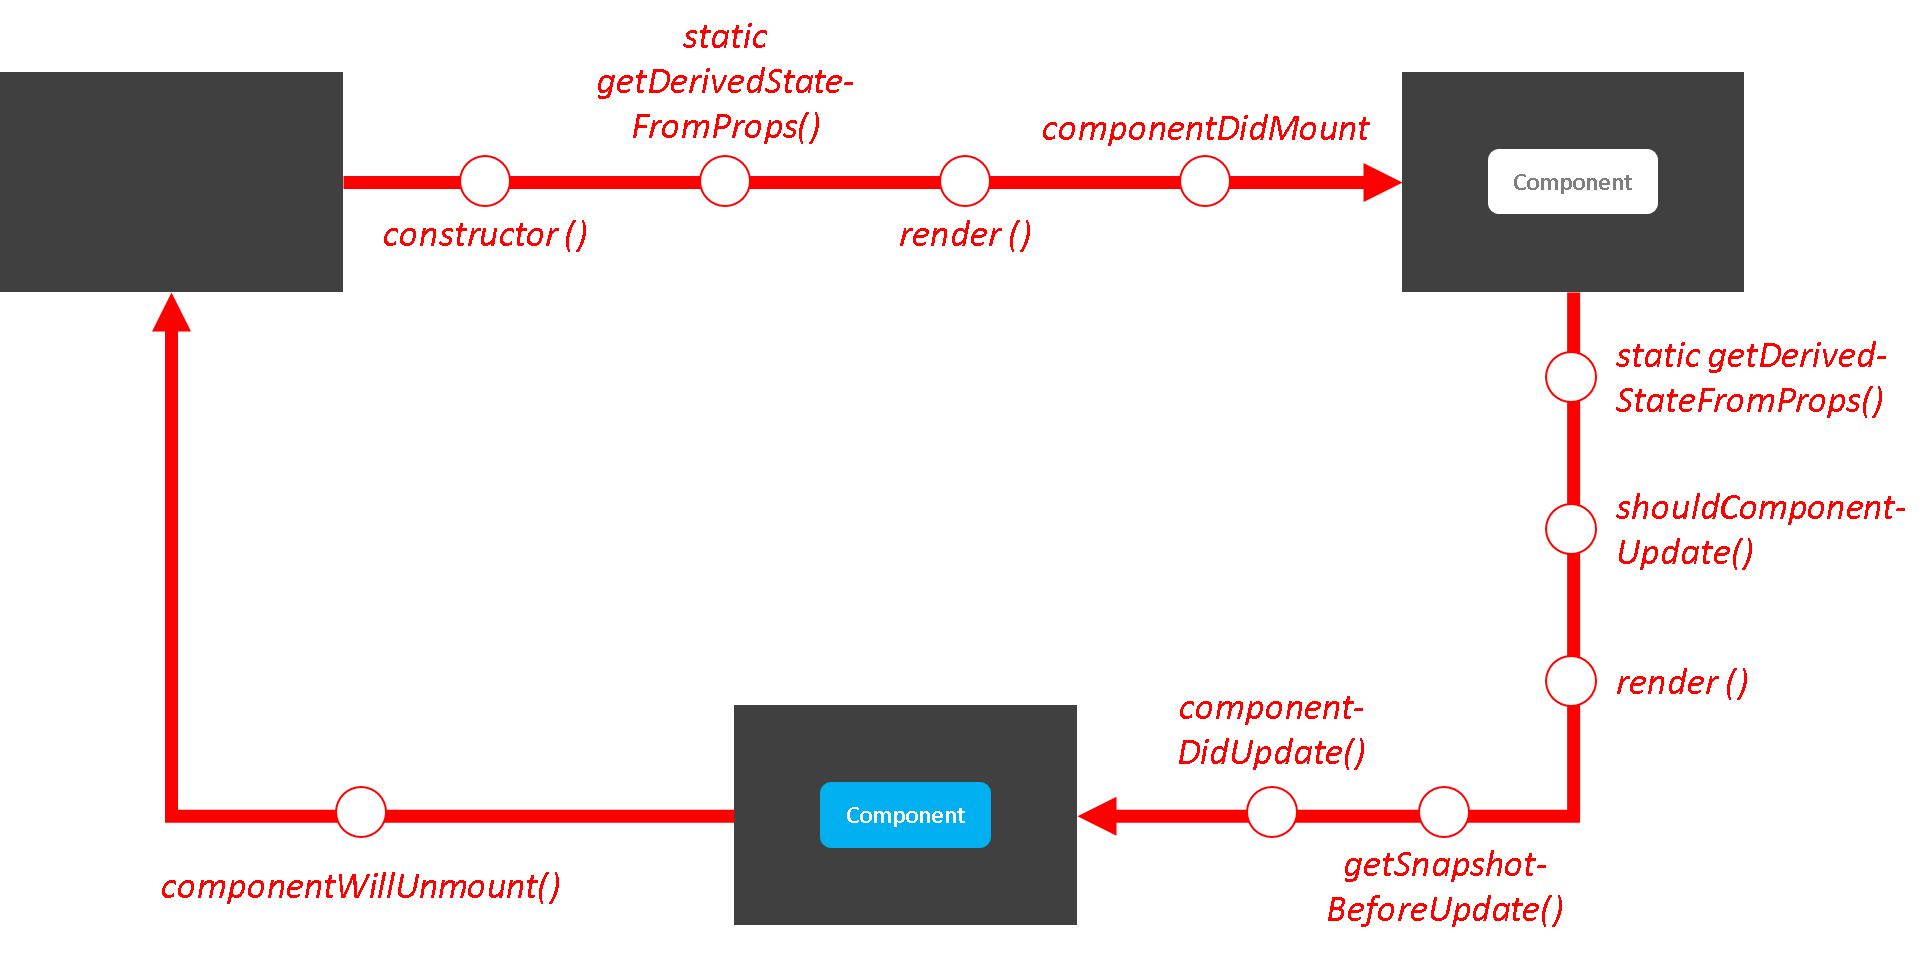 static
getDerivedState-
FromProps()
componentDidMount
constructor ()
render ()
Component
static getDerived-
StateFromProps()
shouldComponent-
Update()
render ()
component-
DidUpdate()
getSnapshot-
BeforeUpdate()
Component
componentWillUnmount()